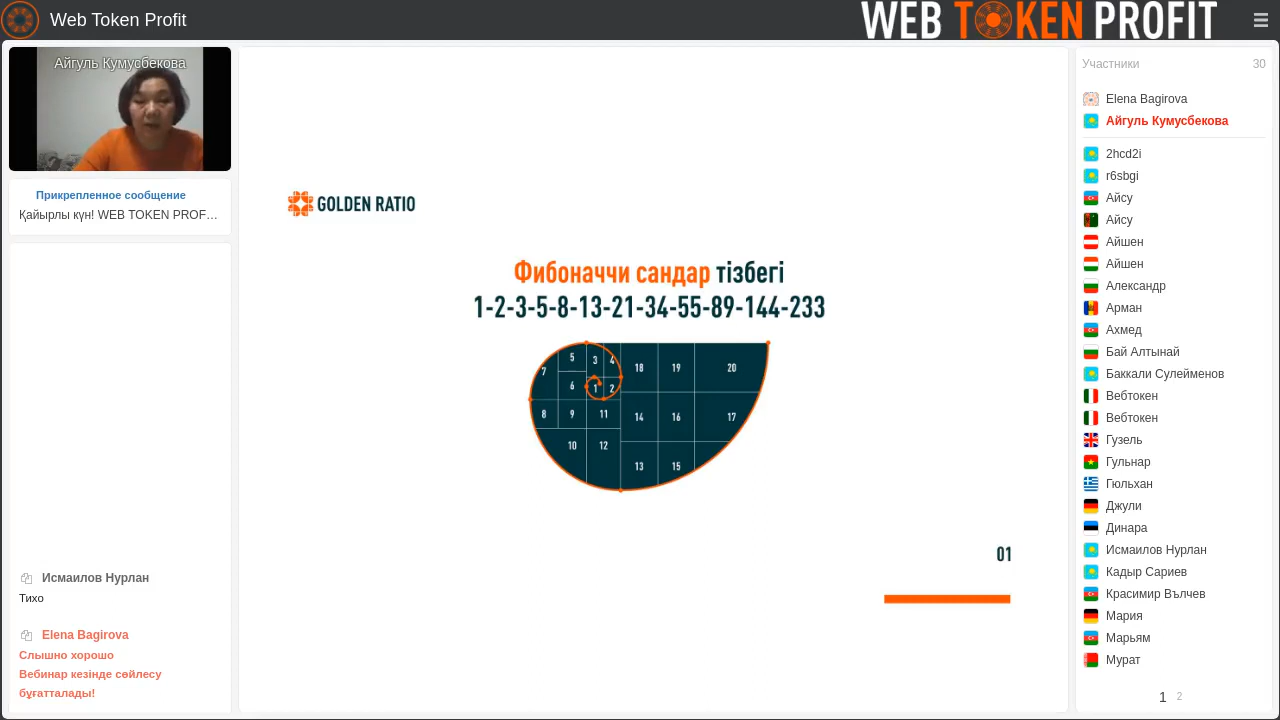 Web Token Profit
WEB TOKEN PROFIT
Айгуль Кумусбекова
Прикрепленное сообщение
Қайырлы күн! WEB TOKEN PROF…
Исмаилов Нурлан
Тихо
Elena Bagirova
Слышно хорошо
Вебинар кезінде сөйлесу
бұғатталады!
GOLDEN RATIO
Фибоначчи сандар тізбегі
1-2-3-5-8-13-21-34-55-89-144-233
5
3
4
7
18
19
20
6
1
2
8
9
11
14
16
17
10
12
13
15
01
Участники 30
Elena Bagirova
Айгуль Кумусбекова
2hcd2i
r6sbgi
Айсу
Айсу
Айшен
Айшен
Александр
Арман
Ахмед
Бай Алтынай
Баккали Сулейменов
Вебтокен
Вебтокен
Гузель
Гульнар
Гюльхан
Джули
Динара
Исмаилов Нурлан
Кадыр Сариев
Красимир Вълчев
Мария
Марьям
Мурат
1 2